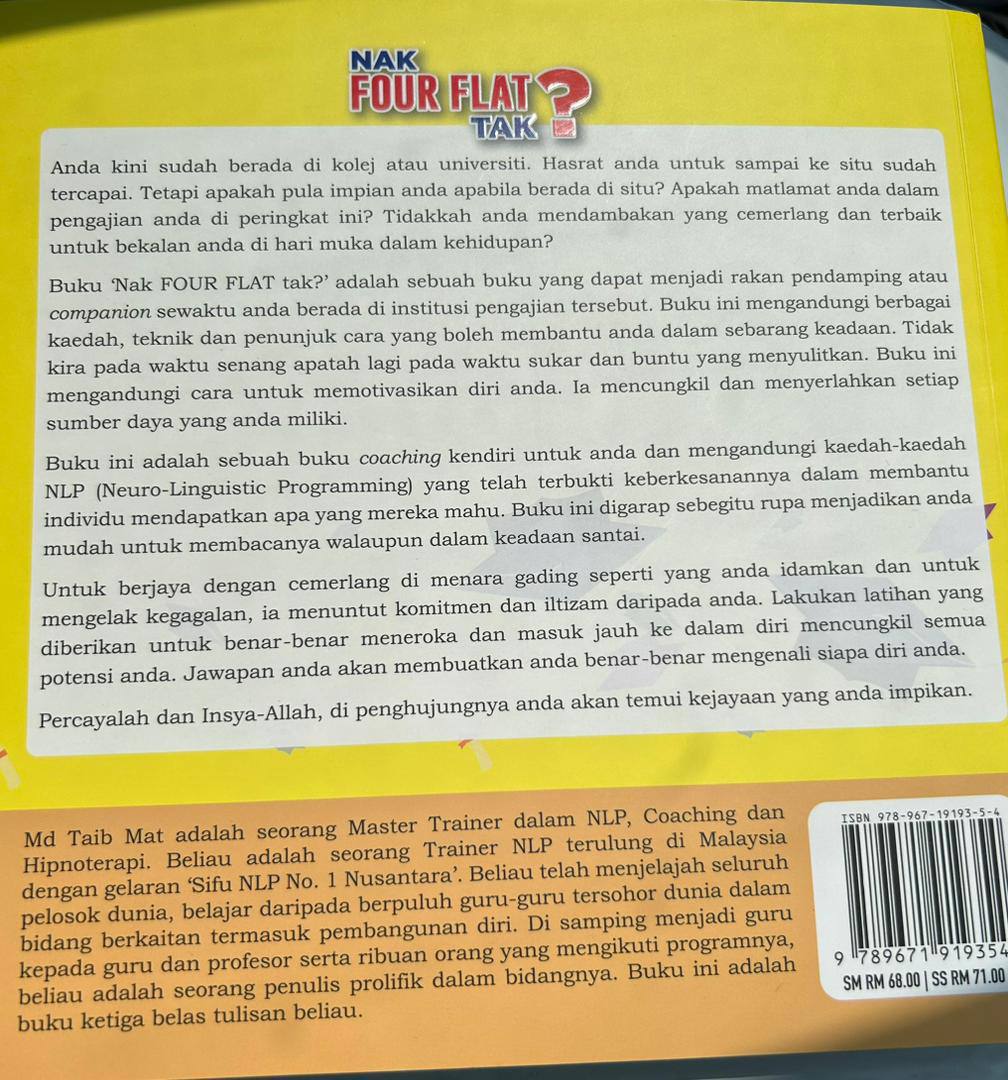 NAK
FOUR FLAT?
TAK
Anda kini sudah berada di kolej atau universiti. Hasrat anda untuk sampai ke situ sudah
tercapai. Tetapi apakah pula impian anda apabila berada di situ? Apakah matlamat anda dalam
pengajian anda di peringkat ini? Tidakkah anda mendambakan yang cemerlang dan terbaik
untuk bekalan anda di hari muka dalam kehidupan?
Buku ‘Nak FOUR FLAT tak?’ adalah sebuah buku yang dapat menjadi rakan pendamping atau
companion sewaktu anda berada di institusi pengajian tersebut. Buku ini mengandungi berbagai
kaedah, teknik dan penunjuk cara yang boleh membantu anda dalam sebarang keadaan. Tidak
kira pada waktu senang apatah lagi pada waktu sukar dan buntu yang menyulitkan. Buku ini
mengandungi cara untuk memotivasikan diri anda. Ia mencungkil dan menyerlahkan setiap
sumber daya yang anda miliki.
Buku ini adalah sebuah buku coaching kendiri untuk anda dan mengandungi kaedah-kaedah
NLP (Neuro-Linguistic Programming) yang telah terbukti keberkesanannya dalam membantu
individu mendapatkan apa yang mereka mahu. Buku ini digarap sebegitu rupa menjadikan anda
mudah untuk membacanya walaupun dalam keadaan santai.
Untuk berjaya dengan cemerlang di menara gading seperti yang anda idamkan dan untuk
mengelak kegagalan, ia menuntut komitmen dan iltizam daripada anda. Lakukan latihan yang
diberikan untuk benar-benar meneroka dan masuk jauh ke dalam diri mencungkil semua
potensi anda. Jawapan anda akan membuatkan anda benar-benar mengenali siapa diri anda.
Percayalah dan Insya-Allah, di penghujungnya anda akan temui kejayaan yang anda impikan.
Md Taib Mat adalah seorang Master Trainer dalam NLP, Coaching dan
Hipnoterapi. Beliau adalah seorang Trainer NLP terulung di Malaysia
dengan gelaran ‘Sifu NLP No. 1 Nusantara’. Beliau telah menjelajah seluruh
pelosok dunia, belajar daripada berpuluh guru-guru tersohor dunia dalam
bidang berkaitan termasuk pembangunan diri. Di samping menjadi guru
kepada guru dan profesor serta ribuan orang yang mengikuti programnya,
beliau adalah seorang penulis prolifik dalam bidangnya. Buku ini adalah
buku ketiga belas tulisan beliau.
ISBN 978-967-19193-5-4
9 789671 919354
SM RM 68.00 | SS RM 71.00